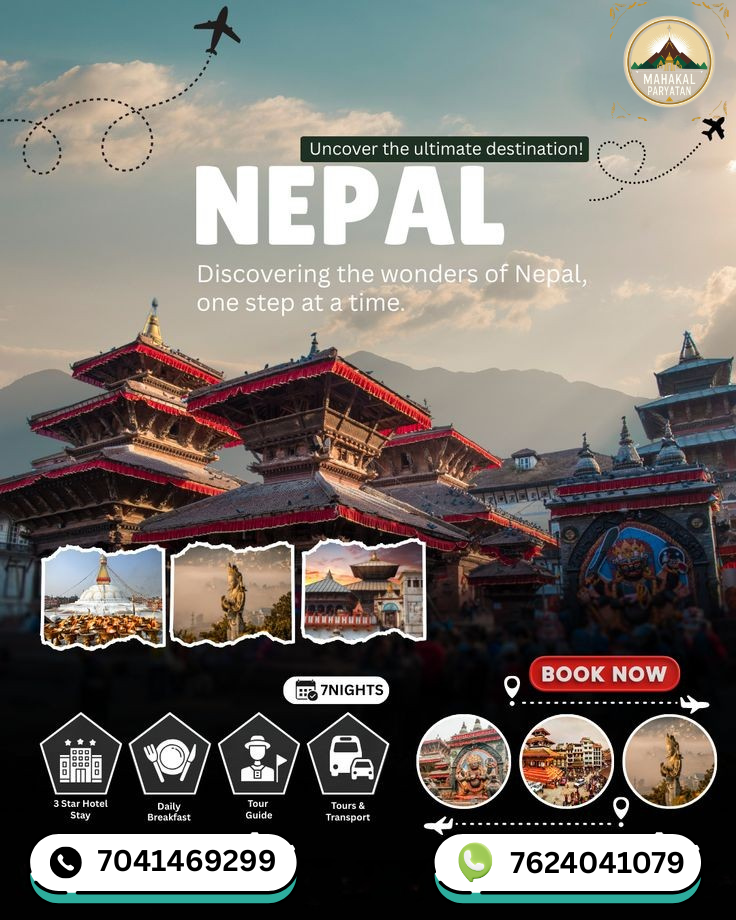 MAHAKAL
PARYATAN
Uncover the ultimate destination!
NEPAL
Discovering the wonders of Nepal,
one step at a time.
BOOK NOW
7NIGHTS
3 Star Hotel
Stay
Daily
Breakfast
Tour
Guide
Tours &
Transport
7041469299
7624041079